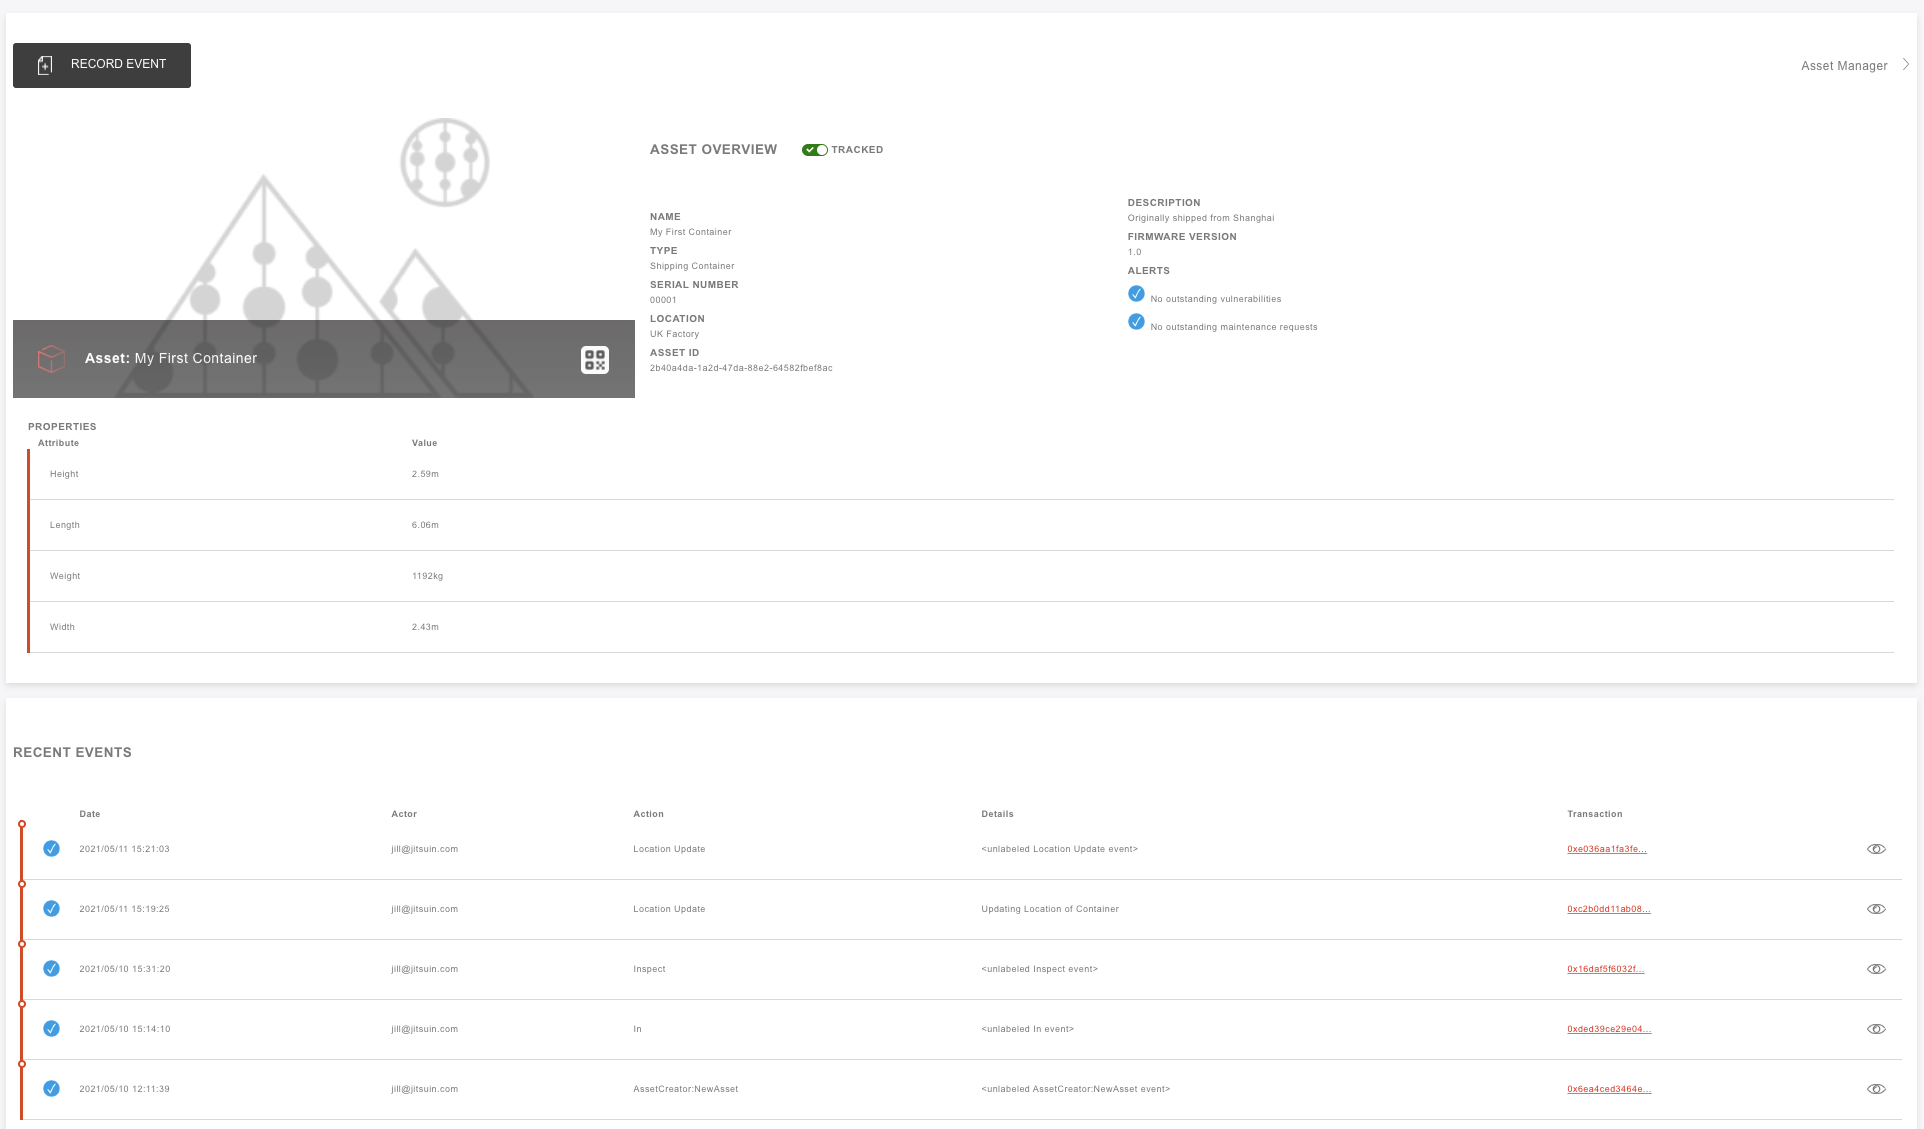 RECORD EVENT
Asset Manager
ASSET OVERVIEW TRACKED
Asset: My First Container
NAME
My First Container
TYPE
Shipping Container
SERIAL NUMBER
00001
LOCATION
UK Factory
ASSET ID
2b40a4da-1a2d-47da-88e2-64582fbef8ac
DESCRIPTION
Originally shipped from Shanghai
FIRMWARE VERSION
1.0
ALERTS
No outstanding vulnerabilities
No outstanding maintenance requests
PROPERTIES
Attribute Value
Height 2.59m
Length 6.06m
Weight 1192kg
Width 2.43m
RECENT EVENTS
Date Actor Action Details Transaction
2021/05/11 15:21:03 jill@jitsuin.com Location Update <unlabeled Location Update event> 0xe036aa1fa3fe...
2021/05/11 15:19:25 jill@jitsuin.com Location Update Updating Location of Container 0xc2b0dd11ab08...
2021/05/10 15:31:20 jill@jitsuin.com Inspect <unlabeled Inspect event> 0x16daf5f6032f...
2021/05/10 15:14:10 jill@jitsuin.com In <unlabeled In event> 0xded39ce29e04...
2021/05/10 12:11:39 jill@jitsuin.com AssetCreator:NewAsset <unlabeled AssetCreator:NewAsset event> 0x6ea4ced3464e...